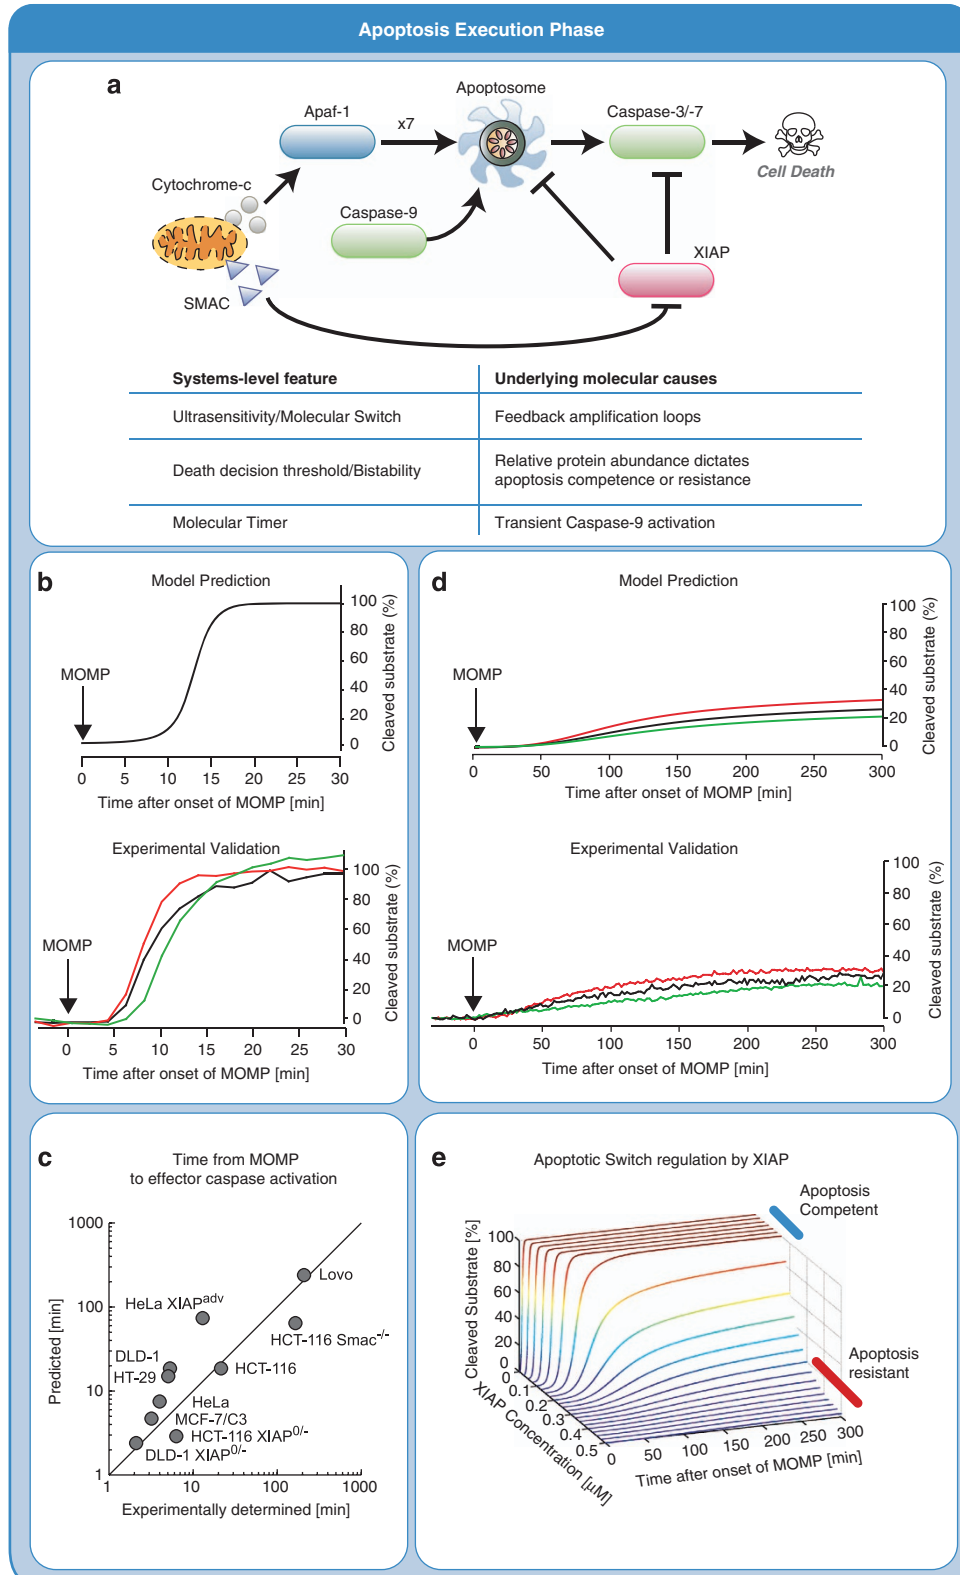 Apoptosis Execution Phase
a
Apoptosome
Apaf-1
x7
Caspase-3/-7
Cell Death
Cytochrome-c
Caspase-9
XIAP
SMAC
Systems-level feature
Underlying molecular causes
Ultrasensitivity/Molecular Switch
Feedback amplification loops
Death decision threshold/Bistability
Relative protein abundance dictates
apoptosis competence or resistance
Molecular Timer
Transient Caspase-9 activation
b
Model Prediction
MOMP
100
80
60
40
20
0
Cleaved substrate (%)
0 5 10 15 20 25 30
Time after onset of MOMP [min]
Experimental Validation
MOMP
100
80
60
40
20
0
Cleaved substrate (%)
0 5 10 15 20 25 30
Time after onset of MOMP [min]
d
Model Prediction
MOMP
100
80
60
40
20
0
Cleaved substrate (%)
0 50 100 150 200 250 300
Time after onset of MOMP [min]
Experimental Validation
MOMP
100
80
60
40
20
0
Cleaved substrate (%)
0 50 100 150 200 250 300
Time after onset of MOMP [min]
c
Time from MOMP
to effector caspase activation
1000
100
10
1
Predicted [min]
Lovo
HeLa XIAPadv
HCT-116 Smac-/-
DLD-1
HT-29
HCT-116
HeLa
MCF-7/C3
HCT-116 XIAP0/-
DLD-1 XIAP0/-
1 10 100 1000
Experimentally determined [min]
e
Apoptotic Switch regulation by XIAP
Apoptosis
Competent
Apoptosis
resistant
Cleaved Substrate [%]
100
80
60
40
20
0
0
0.1
0.2
0.3
0.4
0.5
XIAP Concentration [µM]
0 50 100 150 200 250 300
Time after onset of MOMP [min]